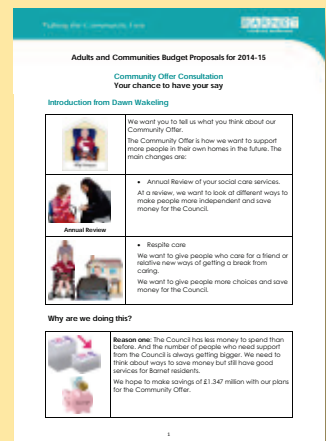 Putting the Community First
BARNET
LONDON BOROUGH
Adults and Communities Budget Proposals for 2014-15
Community Offer Consultation
Your chance to have your say
Introduction from Dawn Wakeling
We want you to tell us what you think about our
Community Offer.
The Community Offer is how we want to support
more people in their own homes in the future. The
main changes are:
Annual Review
• Annual Review of your social care services.
At a review, we want to look at different ways to
make people more independent and save
money for the Council.
• Respite care
We want to give people who care for a friend or
relative new ways of getting a break from
caring.
We want to give people more choices and save
money for the Council.
Why are we doing this?
Reason one: The Council has less money to spend than
before. And the number of people who need support
from the Council is always getting bigger. We need to
think about ways to save money but still have good
services for Barnet residents.
We hope to make savings of £1.347 million with our plans
for the Community Offer.
1